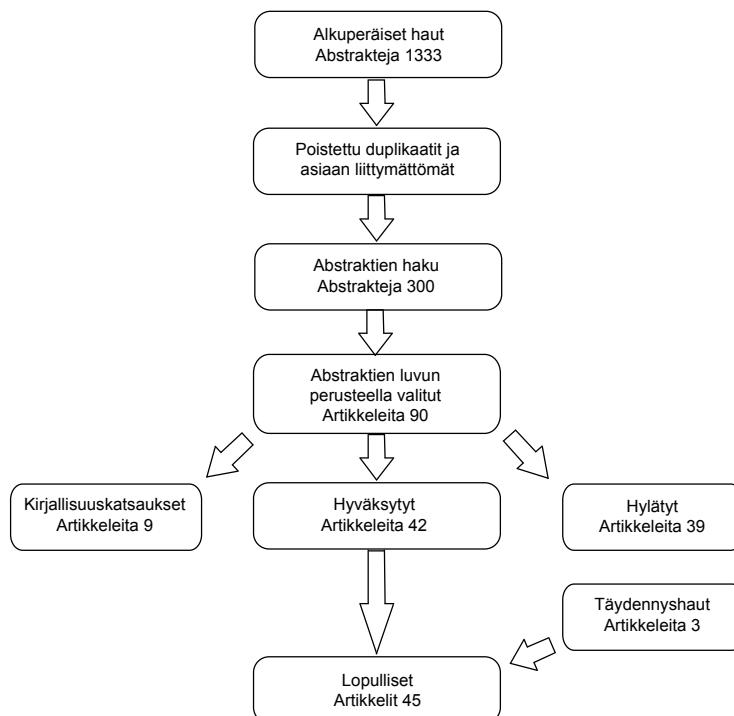 Alkuperäiset haut
Abstrakteja 1333
Poistettu duplikaatit ja
asiaan liittymättömät
Abstraktien haku
Abstrakteja 300
Abstraktien luvun
perusteella valitut
Artikkeleita 90
Kirjallisuuskatsaukset
Artikkeleita 9
Hyväksytyt
Artikkeleita 42
Hylätyt
Artikkeleita 39
Täydennyshaut
Artikkeleita 3
Lopulliset
Artikkelit 45